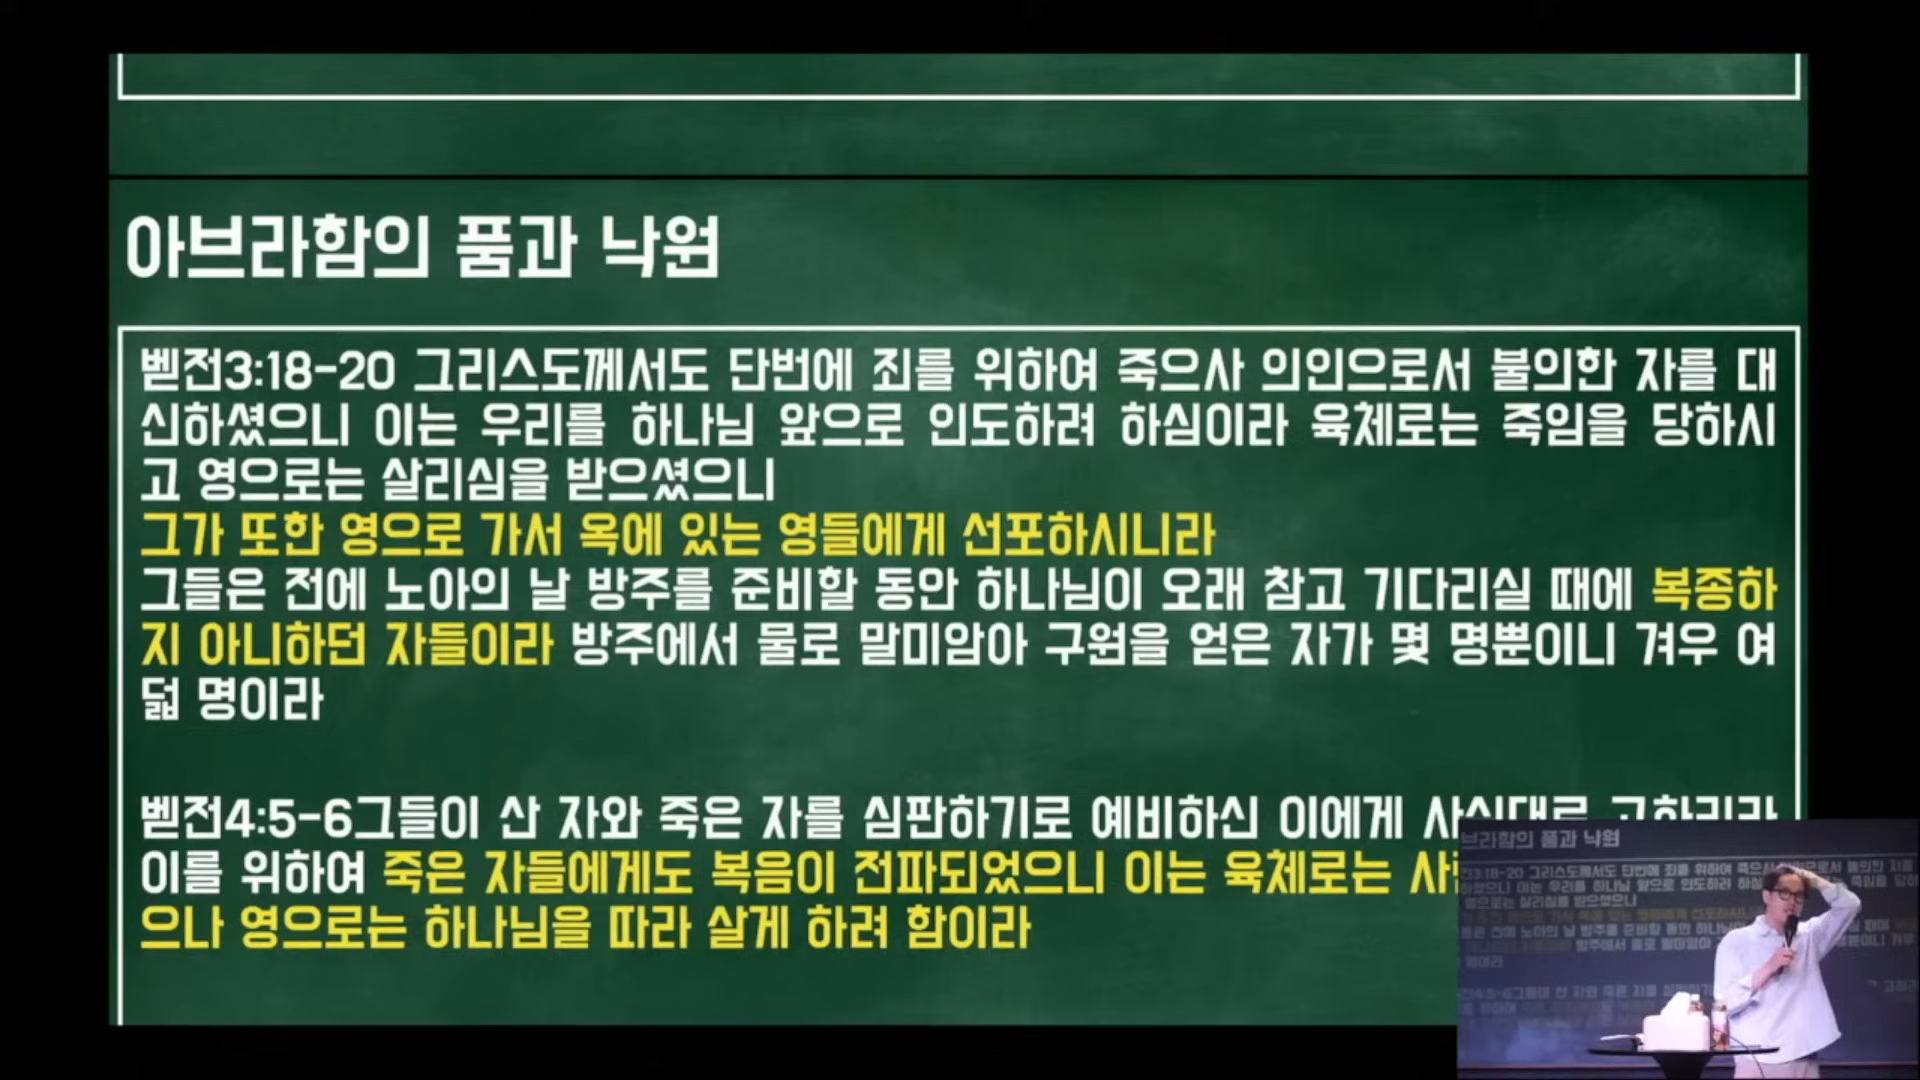 아브라함의 품과 낙원
벧전3:18-20 그리스도께서도 단번에 죄를 위하여 죽으사 의인으로서 불의한 자를 대
신하셨으니 이는 우리를 하나님 앞으로 인도하려 하심이라 육체로는 죽임을 당하시
고 영으로는 살리심을 받으셨으니
그가 또한 영으로 가서 옥에 있는 영들에게 선포하시니라
그들은 전에 노아의 날 방주를 준비할 동안 하나님이 오래 참고 기다리실 때에 복종하
지 아니하던 자들이라 방주에서 물로 말미암아 구원을 얻은 자가 몇 명뿐이니 겨우 여
덟 명이라
벧전4:5-6그들이 산 자와 죽은 자를 심판하기로 예비하신 이에게 사실대로 고하리라
이를 위하여 죽은 자들에게도 복음이 전파되었으니 이는 육체로는
으나 영으로는 하나님을 따라 살게 하려 함이라
브라함의 품과 낙원